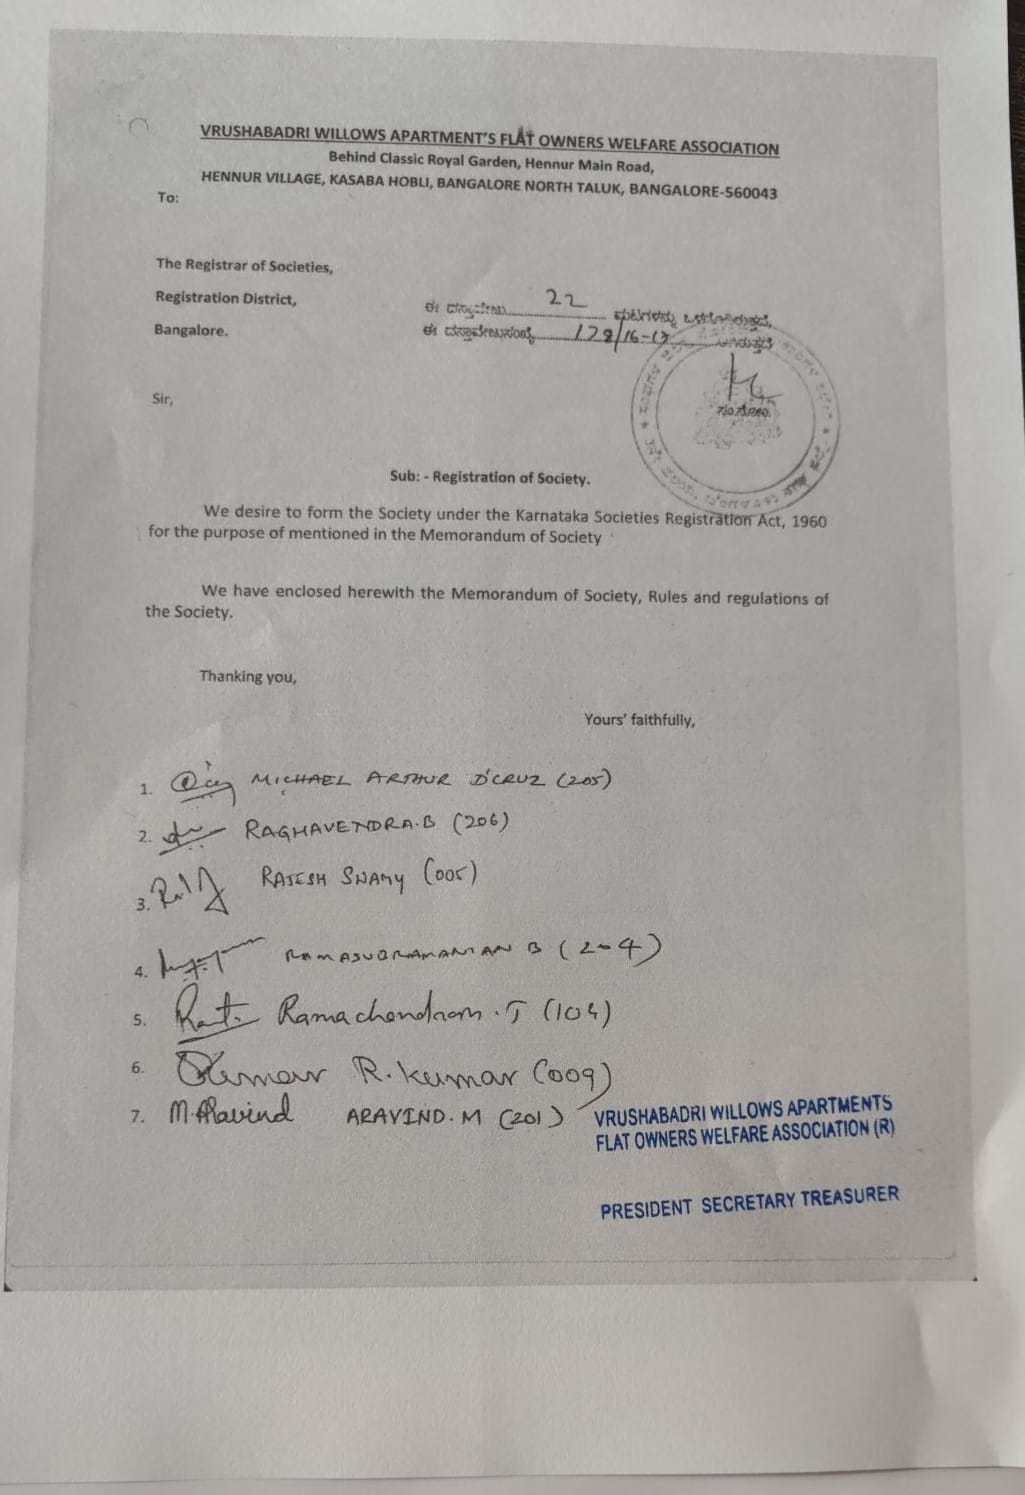 VRUSHABADRI WILLOWS APARTMENT'S FLAT OWNERS WELFARE ASSOCIATION
Behind Classic Royal Garden, Hennur Main Road,
HENNUR VILLAGE, KASABA HOBLI, BANGALORE NORTH TALUK, BANGALORE-560043
To:
The Registrar of Societies,
Registration District,
Bangalore.
ಈ 22
ಈ 128/16-17
Sir,
Sub: - Registration of Society.
We desire to form the Society under the Karnataka Societies Registration Act, 1960
for the purpose of mentioned in the Memorandum of Society
We have enclosed herewith the Memorandum of Society, Rules and regulations of
the Society.
Thanking you,
Yours' faithfully,
1. MICHAEL ARTHUR D'CRUZ (205)
2. RAGHAVENDRA.B (206)
3. RAJESH SWAMY (005)
4. RAMASUBRAMANIAN B (204)
5. Ramachandran.T (104)
6. R.Kumar (009)
7. M.Aravind ARAVIND.M (201)
VRUSHABADRI WILLOWS APARTMENTS
FLAT OWNERS WELFARE ASSOCIATION (R)
PRESIDENT SECRETARY TREASURER